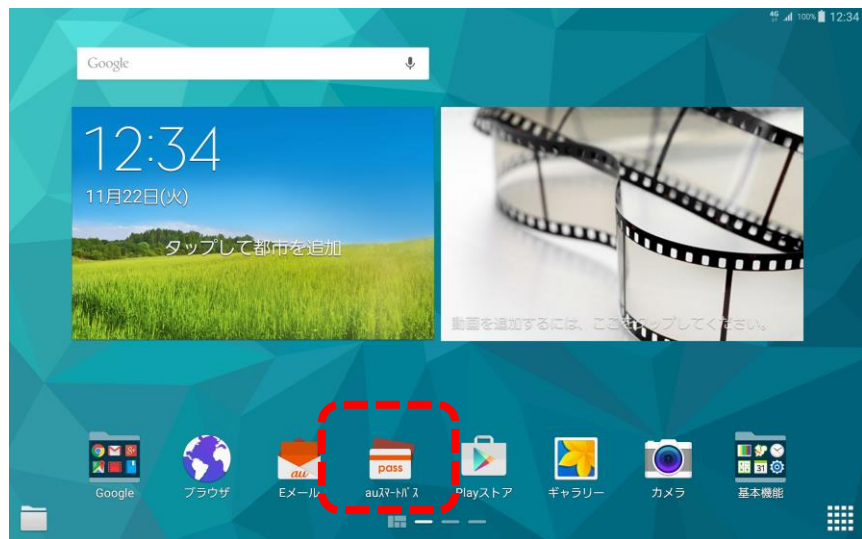 4G 100% 12:34
Google
12:34
11月22日(火)
タップして都市を追加
動画を追加するには、ここをタップしてください。
au
pass
31
Google
ブラウザ
Eメール
auｽﾏｰﾄﾊﾟｽ
Playストア
ギャラリー
カメラ
基本機能